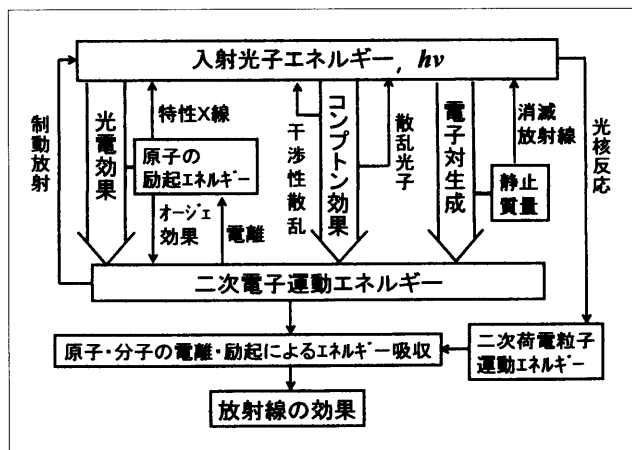 入射光子エネルギー, hν
制動放射
光電効果
特性X線
原子の
励起エネルギー
オージェ
効果
電離
干渉性散乱
コンプトン効果
散乱光子
電子対生成
消滅
放射線
静止
質量
光核反応
二次電子運動エネルギー
原子・分子の電離・励起によるエネルギー吸収
二次荷電粒子
運動エネルギー
放射線の効果